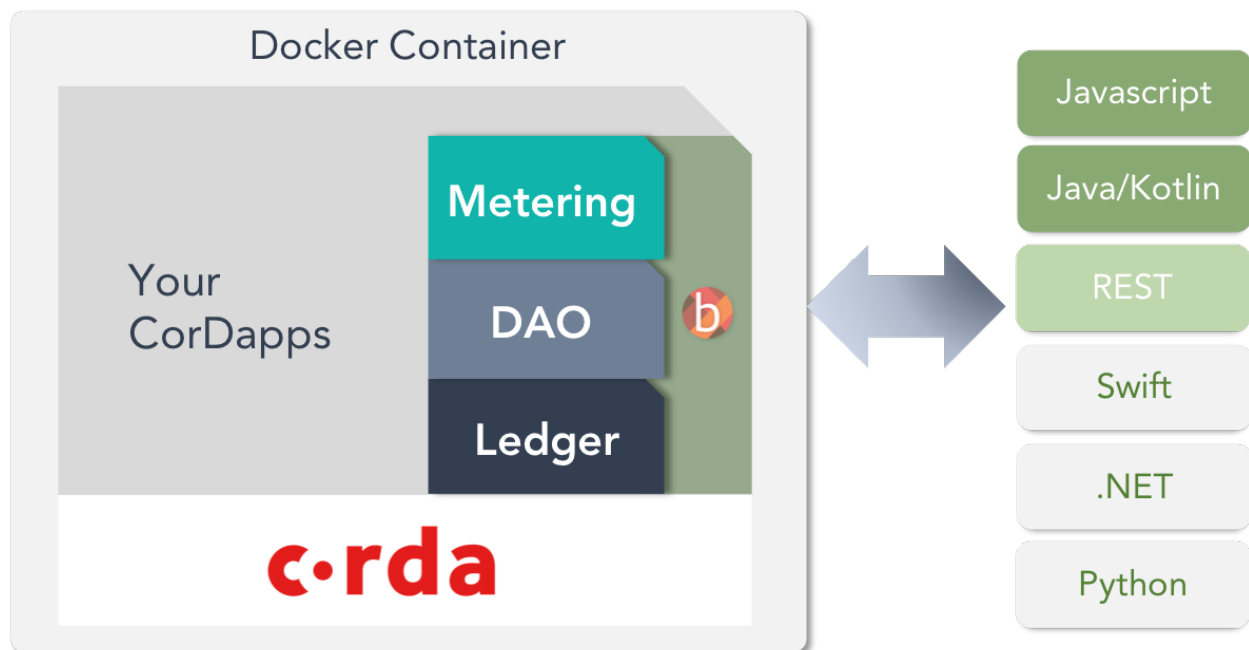 Docker Container
Your
CorDapps
Metering
DAO
b
Ledger
c·rda
Javascript
Java/Kotlin
REST
Swift
.NET
Python